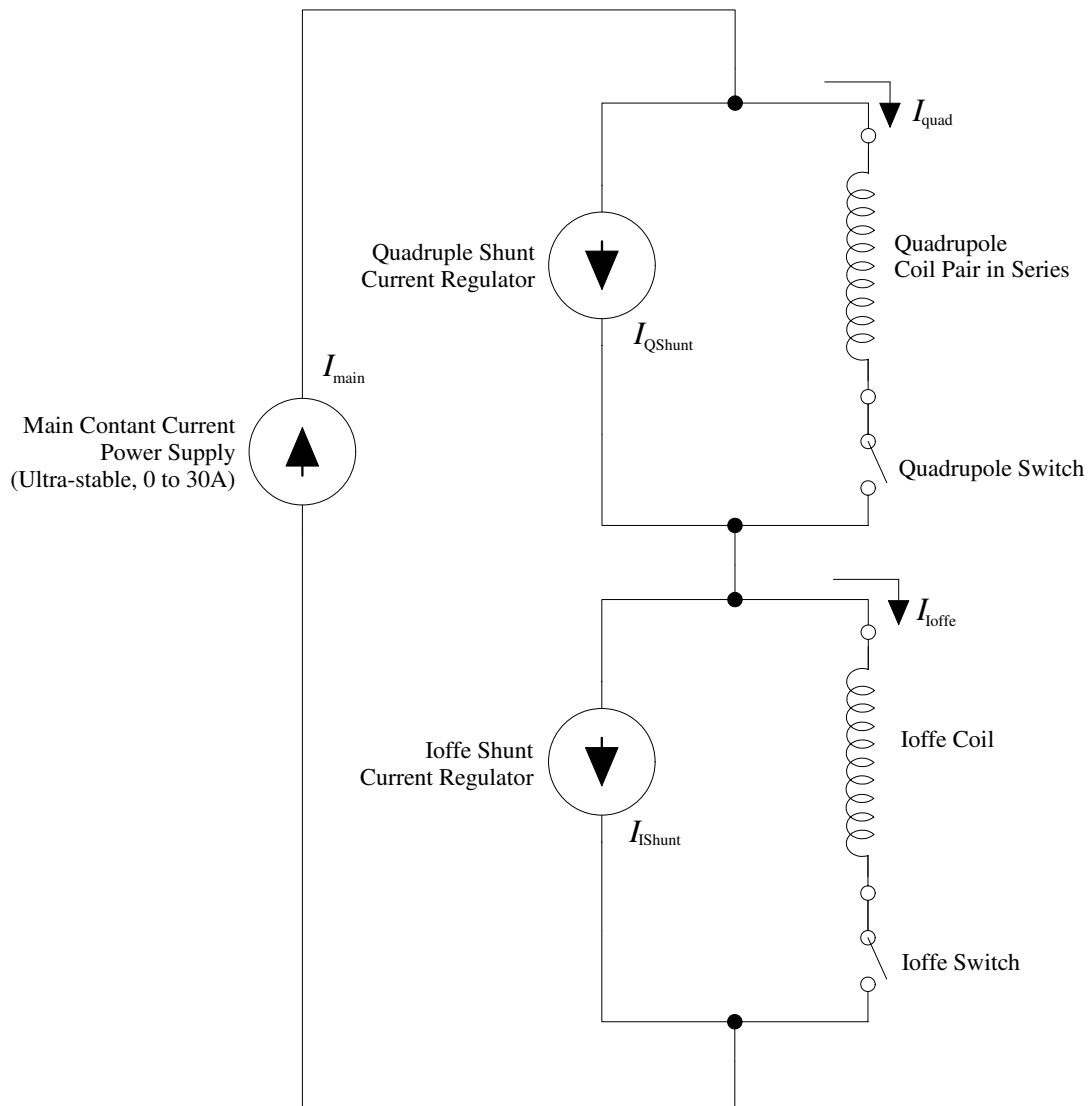 I_quad
Quadruple Shunt
Current Regulator
Quadrupole
Coil Pair in Series
I_QShunt
I_main
Main Contant Current
Power Supply
(Ultra-stable, 0 to 30A)
Quadrupole Switch
I_Ioffe
Ioffe Shunt
Current Regulator
Ioffe Coil
I_IShunt
Ioffe Switch